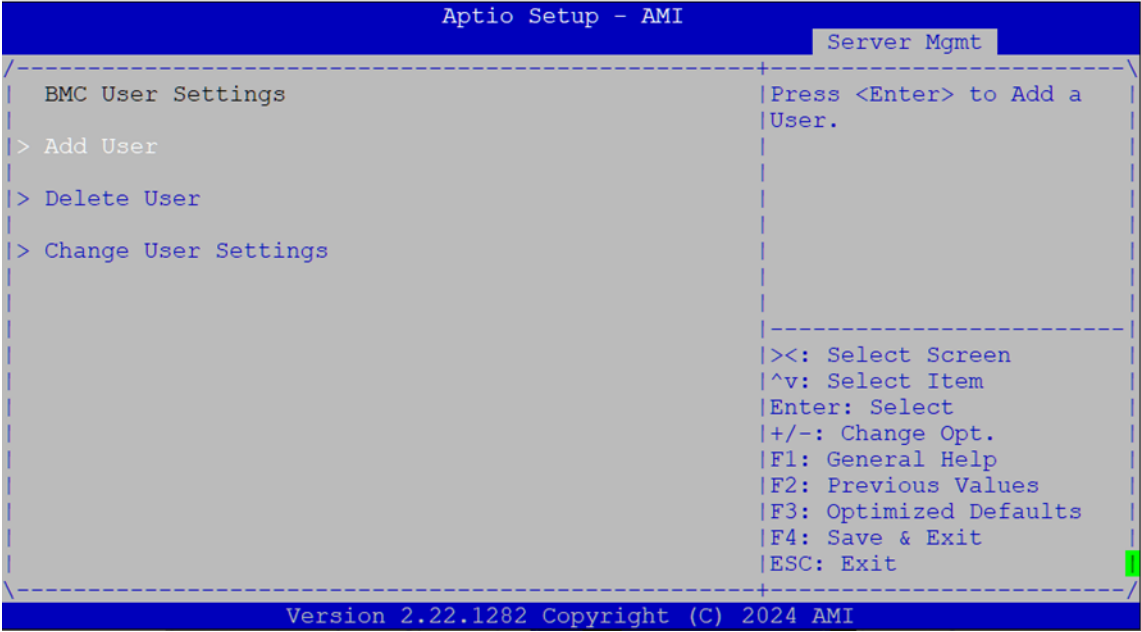 Aptio Setup - AMI
Server Mgmt
/----------------------------------------------------+-------------------------\
| BMC User Settings |Press <Enter> to Add a |
| |User. |
|> Add User | |
| | |
|> Delete User | |
| | |
|> Change User Settings | |
| | |
| | |
| |-------------------------|
| |><: Select Screen |
| |^v: Select Item |
| |Enter: Select |
| |+/-: Change Opt. |
| |F1: General Help |
| |F2: Previous Values |
| |F3: Optimized Defaults |
| |F4: Save & Exit |
| |ESC: Exit |
\----------------------------------------------------+-------------------------/
Version 2.22.1282 Copyright (C) 2024 AMI